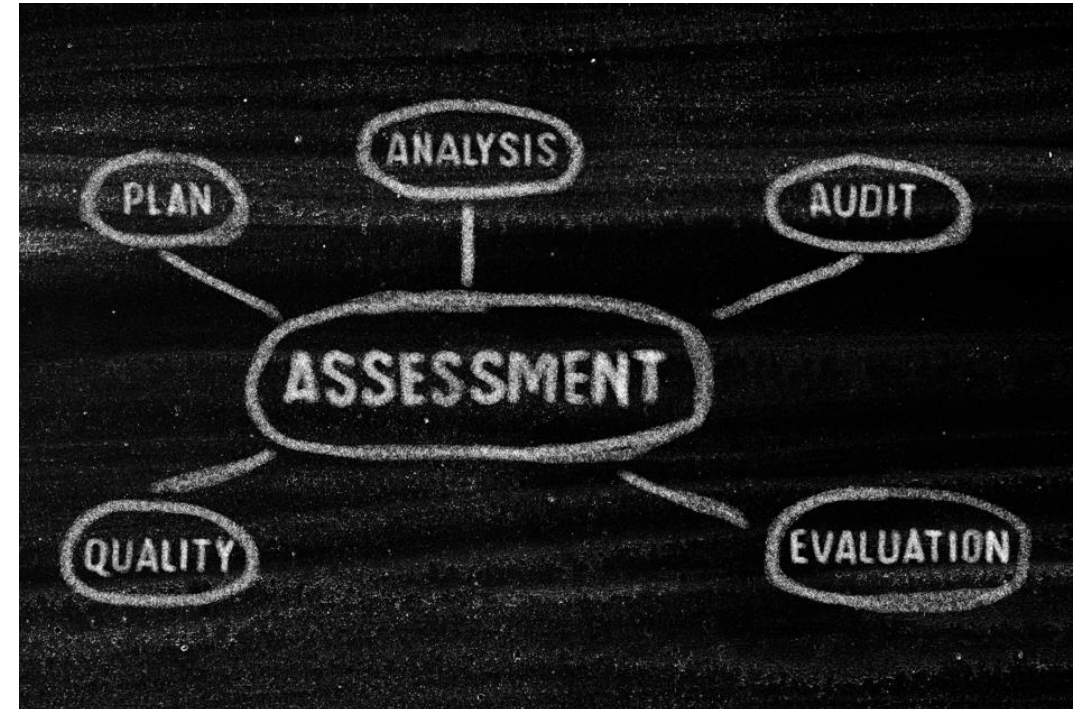 ANALYSIS
PLAN
AUDIT
ASSESSMENT
QUALITY
EVALUATION